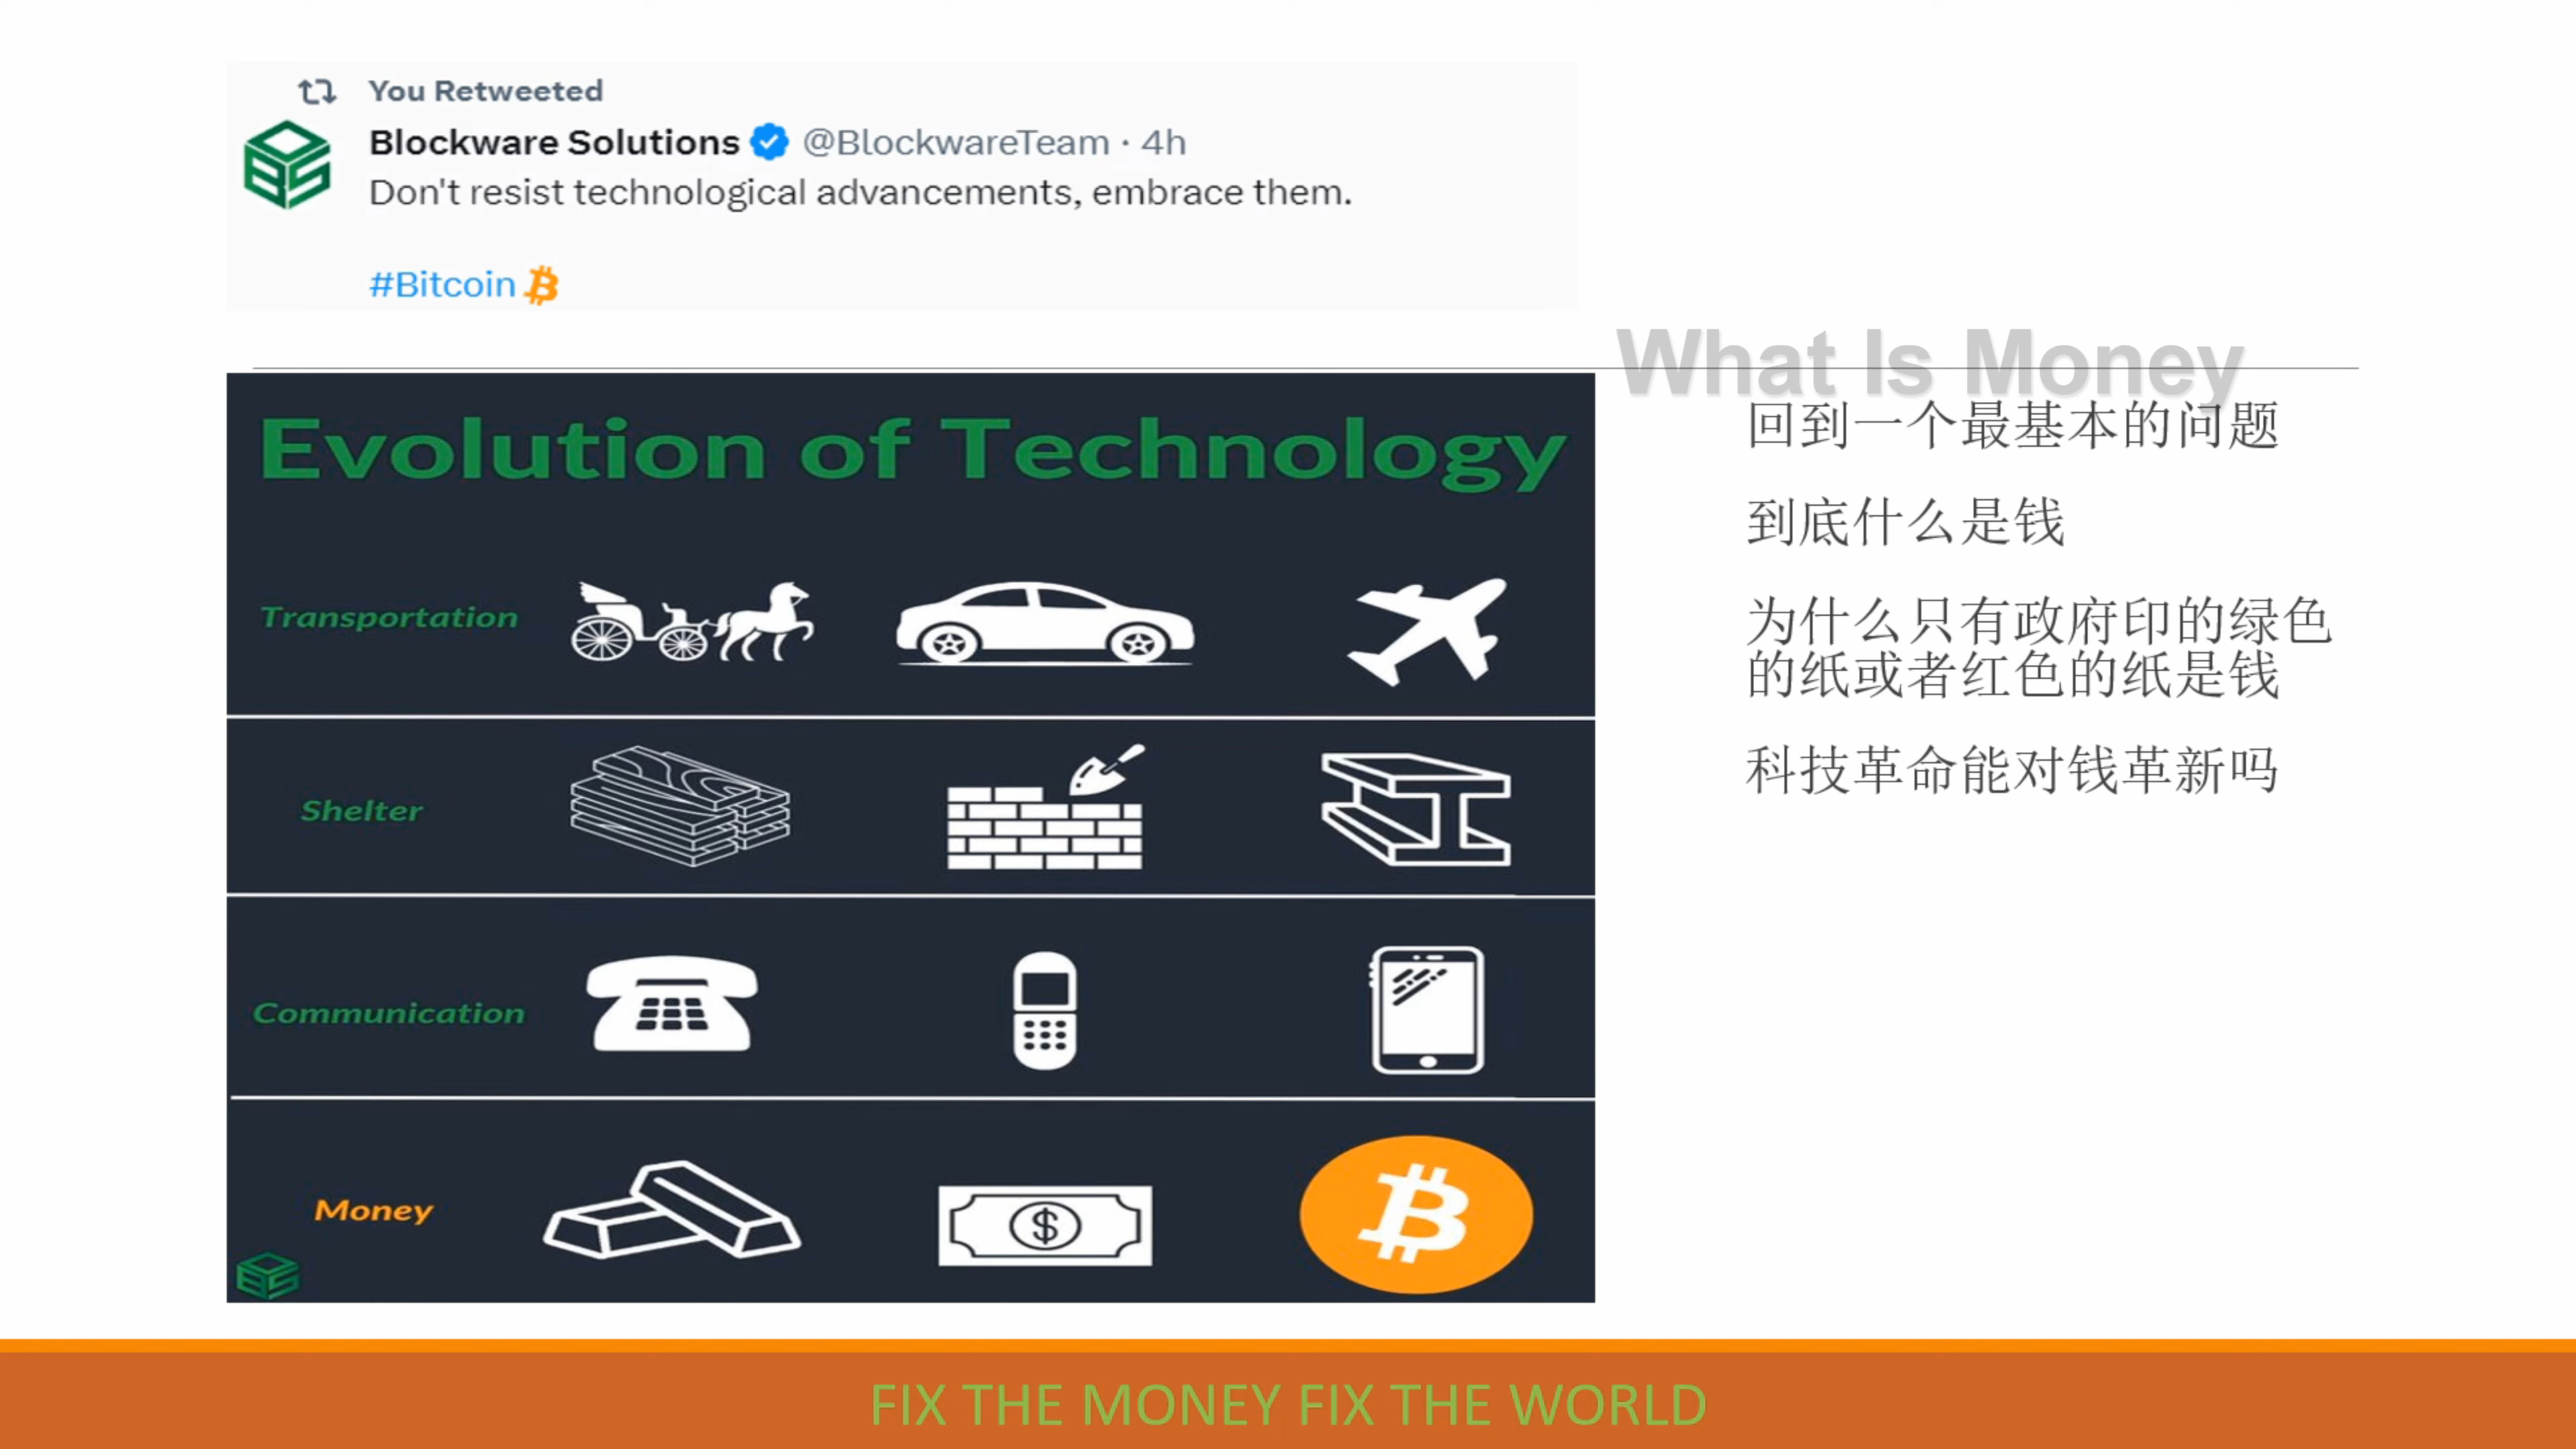 You Retweeted
Blockware Solutions @BlockwareTeam · 4h
Don't resist technological advancements, embrace them.
#Bitcoin
What Is Money
回到一个最基本的问题
到底什么是钱
为什么只有政府印的绿色
的纸或者红色的纸是钱
科技革命能对钱革新吗
Evolution of Technology
Transportation
Shelter
Communication
Money
FIX THE MONEY FIX THE WORLD